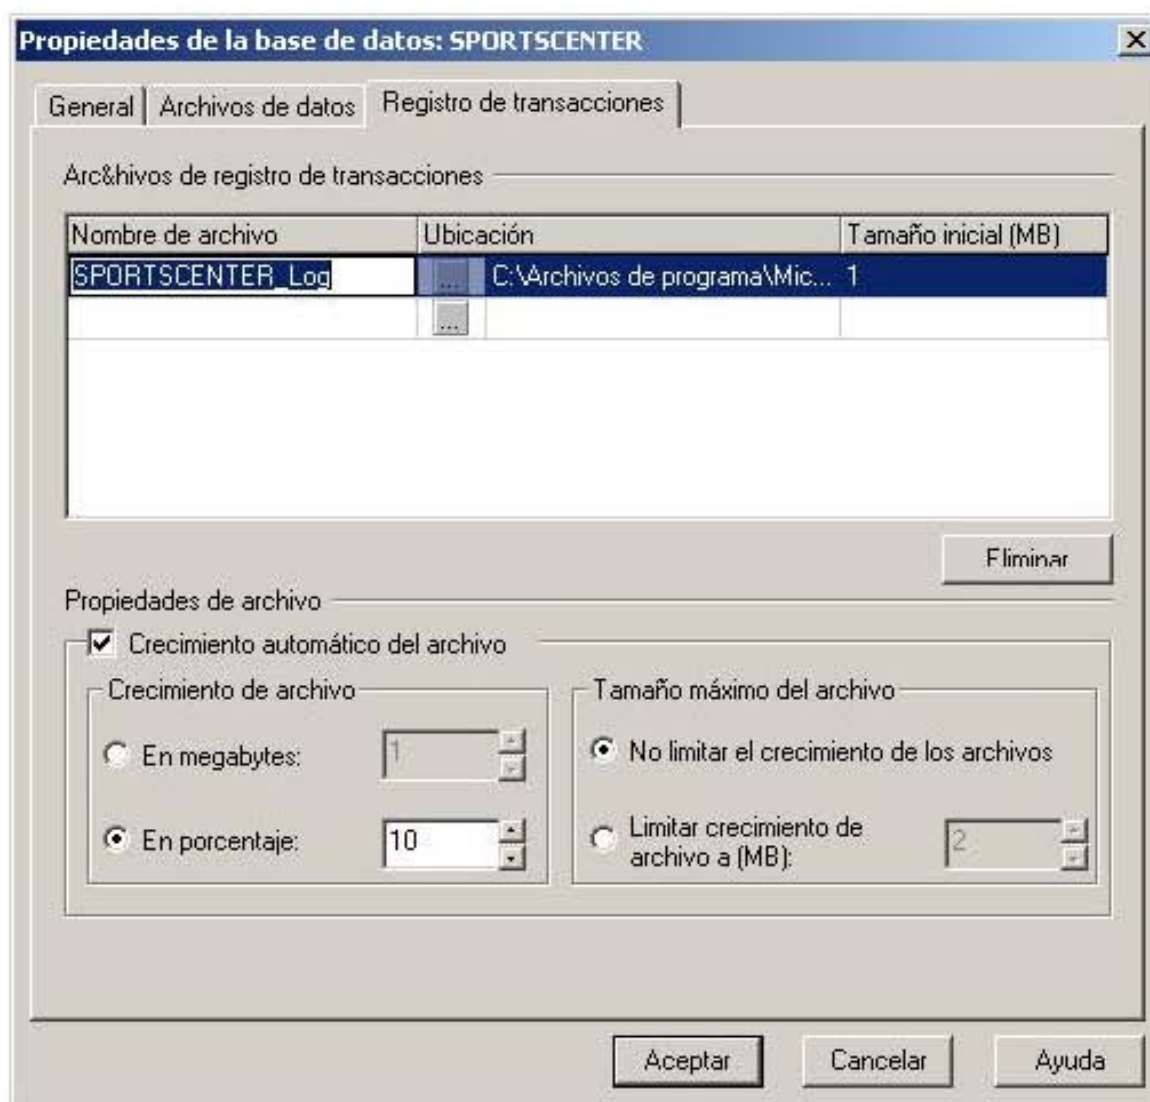 Propiedades de la base de datos: SPORTSCENTER
General Archivos de datos Registro de transacciones
Arc&hivos de registro de transacciones
Nombre de archivo Ubicación Tamaño inicial (MB)
SPORTSCENTER_Log ... C:\Archivos de programa\Mic... 1
...
Eliminar
Propiedades de archivo
Crecimiento automático del archivo
Crecimiento de archivo Tamaño máximo del archivo
En megabytes: 1 No limitar el crecimiento de los archivos
En porcentaje: 10 Limitar crecimiento de
archivo a (MB): 2
Aceptar Cancelar Ayuda